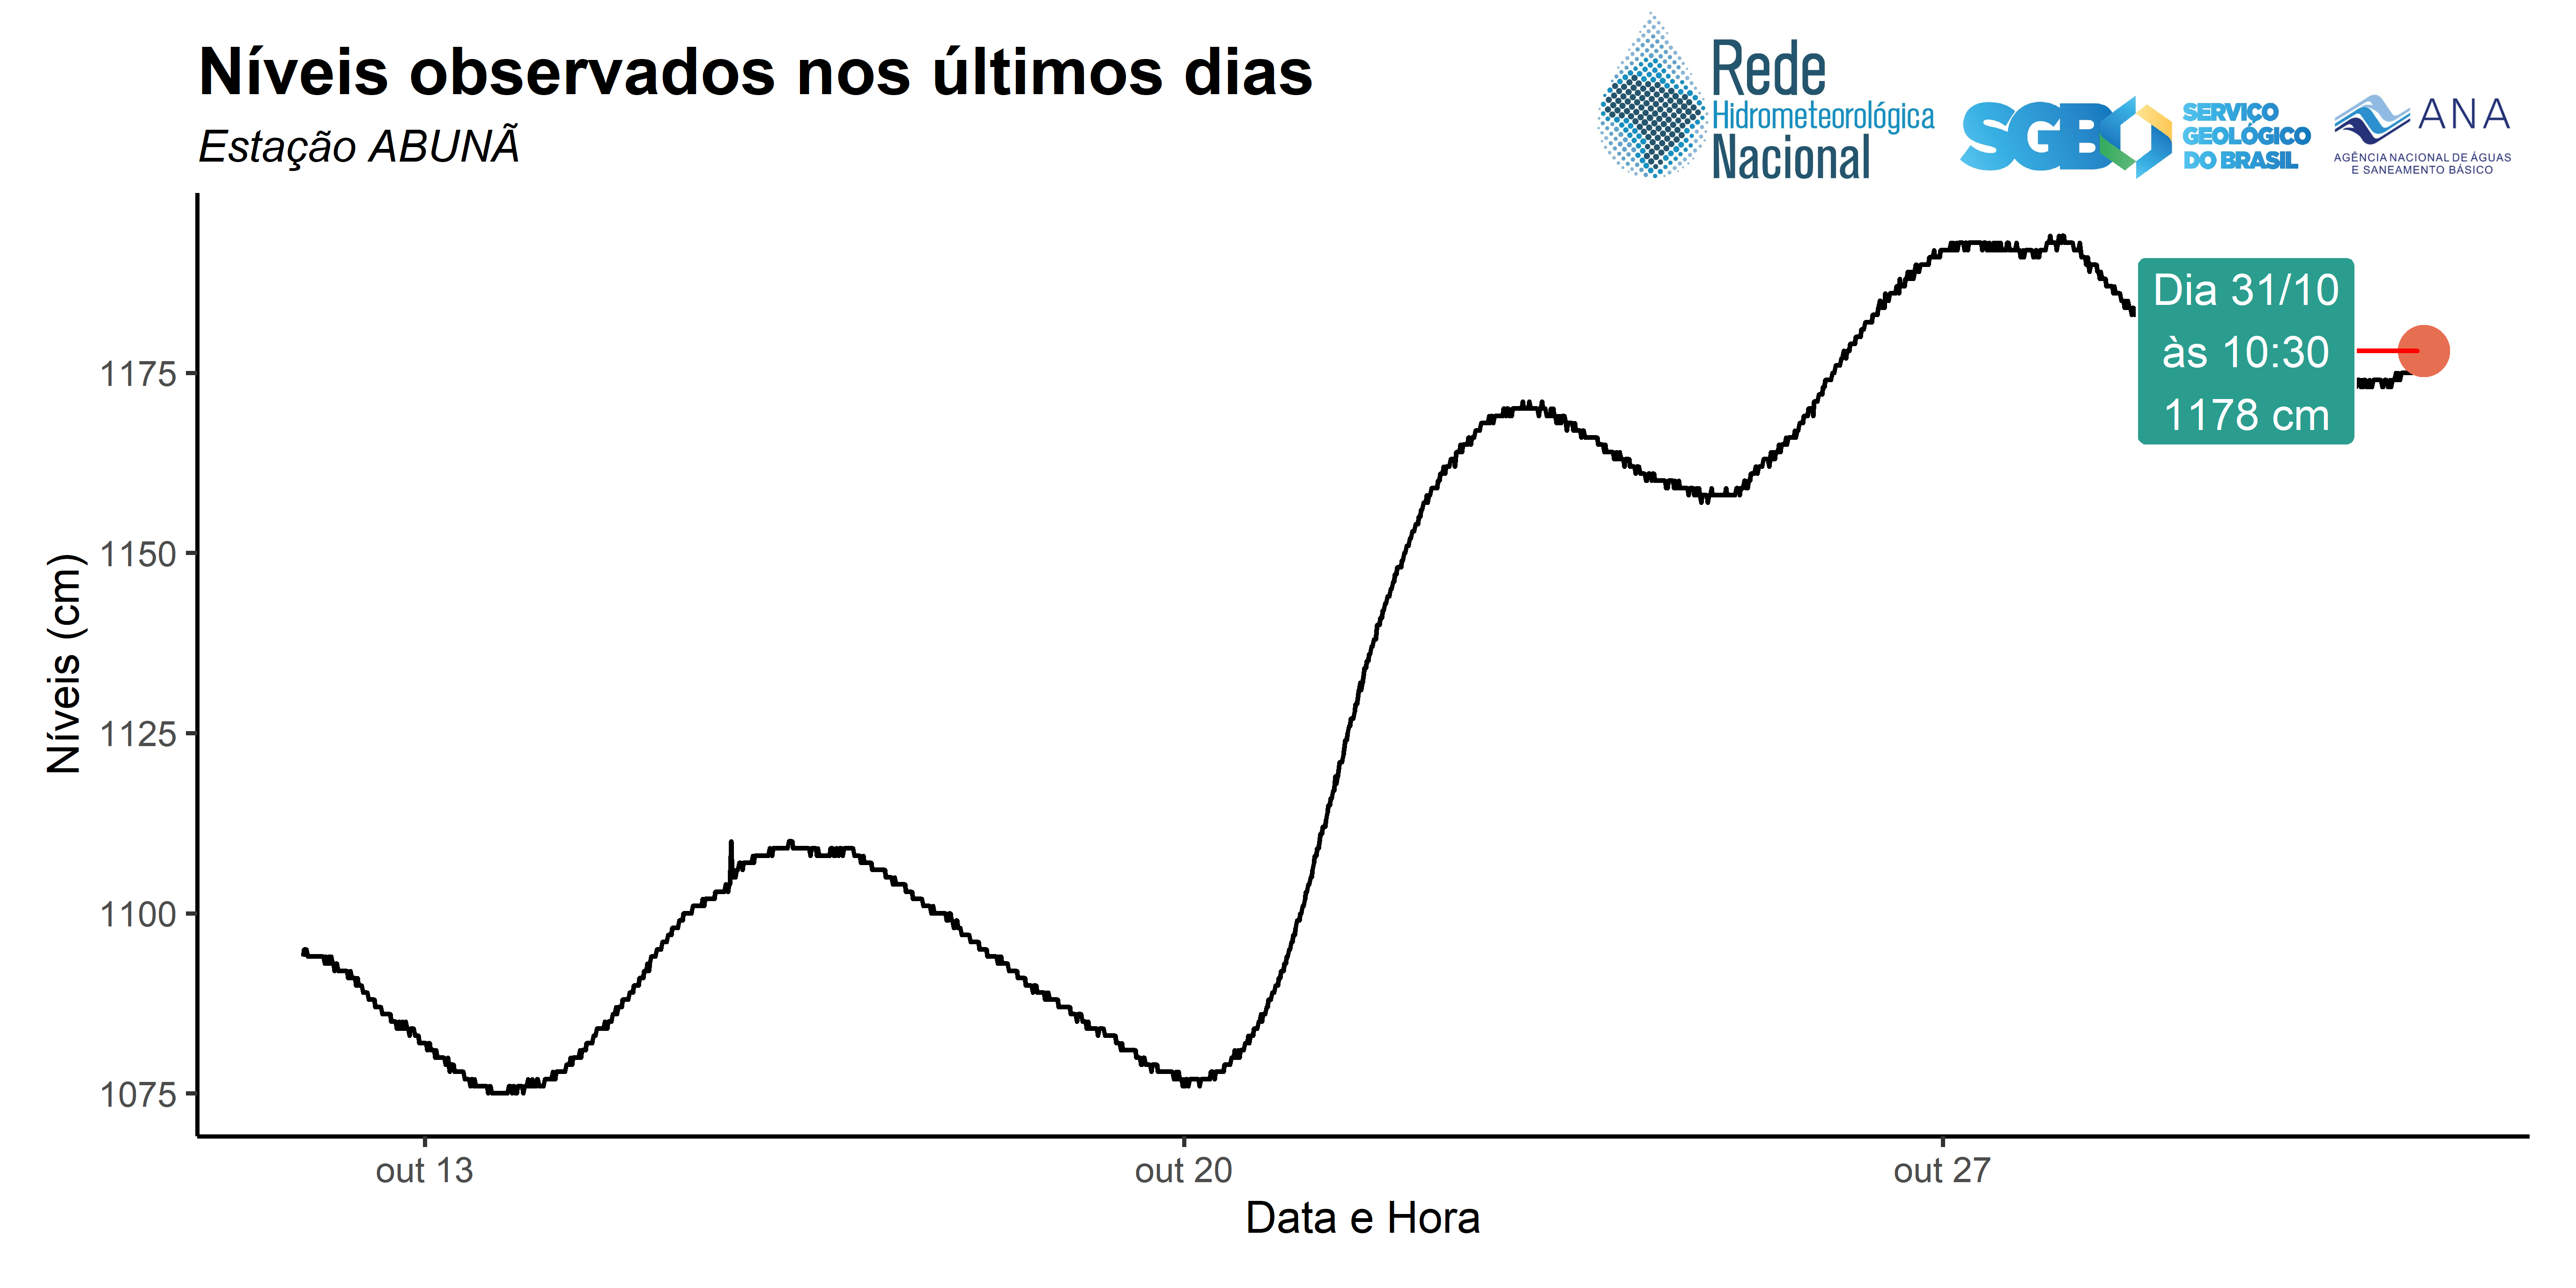 Níveis observados nos últimos dias
Estação ABUNÃ
Rede
Hidrometeorológica
Nacional
SGB
SERVIÇO
GEOLÓGICO
DO BRASIL
ANA
AGÊNCIA NACIONAL DE ÁGUAS
E SANEAMENTO BÁSICO
Níveis (cm)
1175
1150
1125
1100
1075
Dia 31/10
às 10:30
1178 cm
out 13
out 20
out 27
Data e Hora